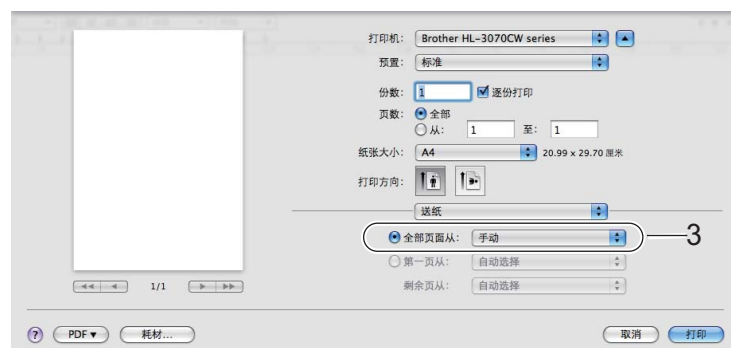 打印机: Brother HL-3070CW series
预置: 标准
份数: 1 逐份打印
页数: 全部
从: 1 至: 1
纸张大小: A4 20.99 x 29.70 厘米
打印方向:
送纸
全部页面从: 手动 3
第一页从: 自动选择
剩余页从: 自动选择
1/1
? PDF▼ 耗材... 取消 打印